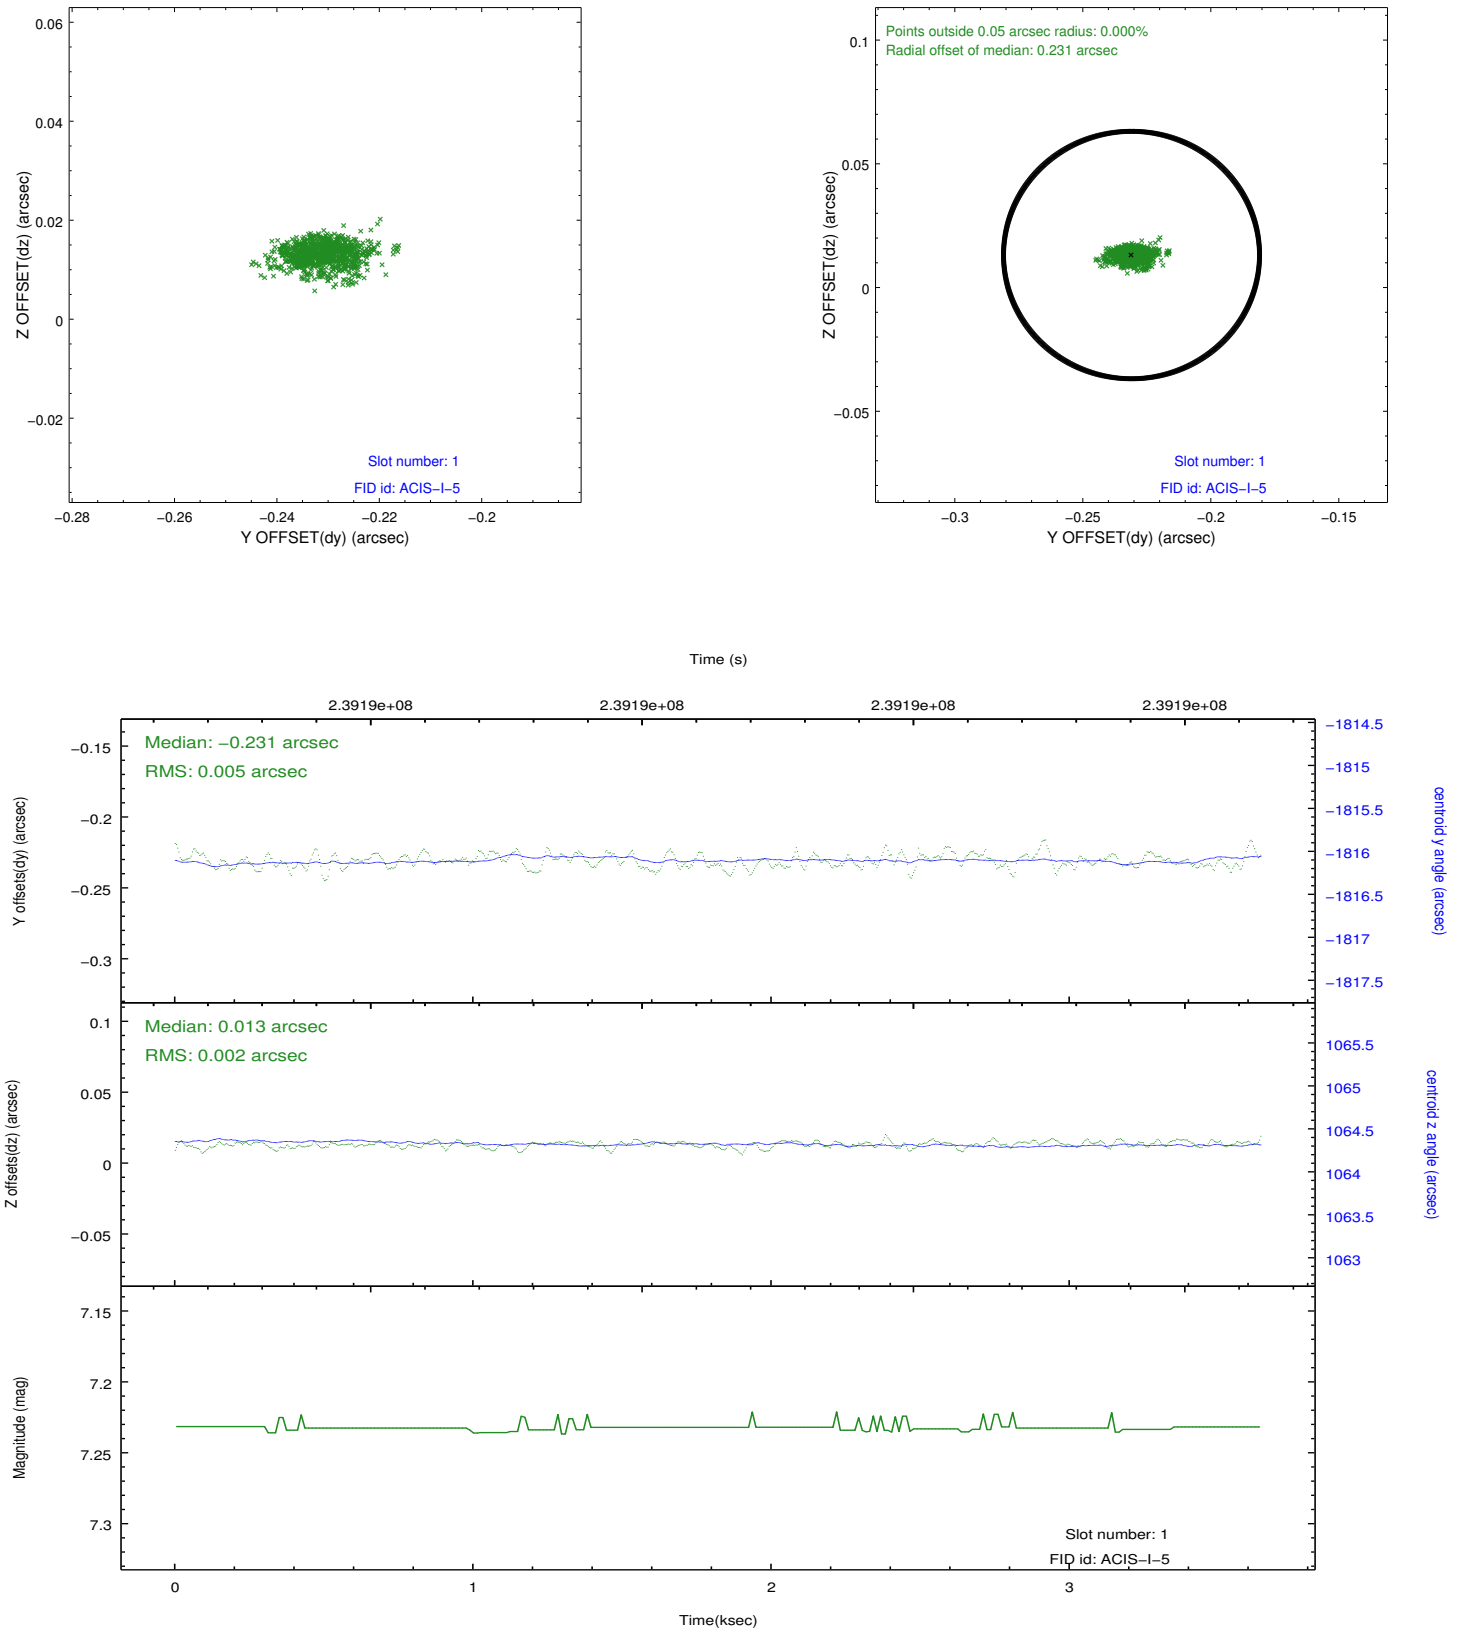 0.06
0.04
0.02
0
−0.02
Z OFFSET(dz) (arcsec)
Slot number: 1
FID id: ACIS−I−5
−0.28
−0.26
−0.24
−0.22
−0.2
Y OFFSET(dy) (arcsec)
Points outside 0.05 arcsec radius: 0.000%
Radial offset of median: 0.231 arcsec
0.1
0.05
0
−0.05
Z OFFSET(dz) (arcsec)
Slot number: 1
FID id: ACIS−I−5
−0.3
−0.25
−0.2
−0.15
Y OFFSET(dy) (arcsec)
Time (s)
2.3919e+08
2.3919e+08
2.3919e+08
2.3919e+08
Median: −0.231 arcsec
RMS: 0.005 arcsec
−0.15
−0.2
−0.25
−0.3
Y offsets(dy) (arcsec)
−1814.5
−1815
−1815.5
−1816
−1816.5
−1817
−1817.5
centroid y angle (arcsec)
Median: 0.013 arcsec
RMS: 0.002 arcsec
0.1
0.05
0
−0.05
Z offsets(dz) (arcsec)
1065.5
1065
1064.5
1064
1063.5
1063
centroid z angle (arcsec)
7.15
7.2
7.25
7.3
Magnitude (mag)
Slot number: 1
FID id: ACIS−I−5
0
1
2
3
Time(ksec)